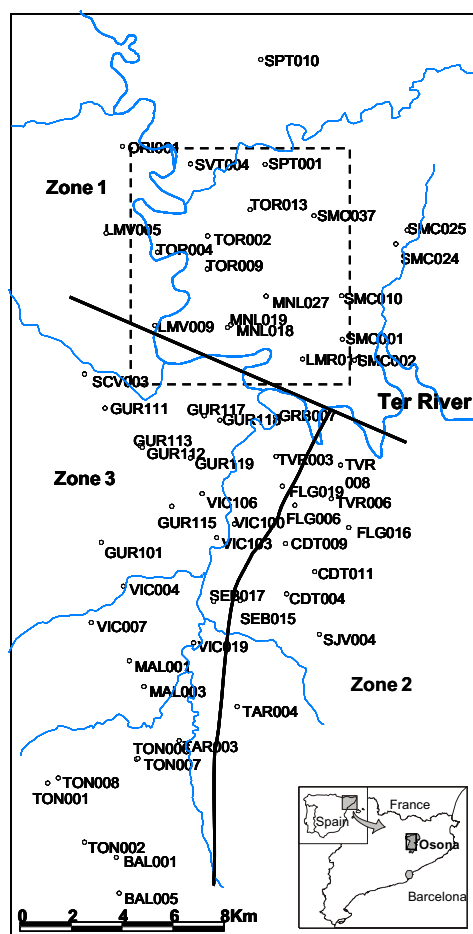 SPT010
ORI001
SVT004
SPT001
Zone 1
TOR013
SMC037
LMV005
TOR002
SMC025
TOR004
SMC024
TOR009
MNL027
SMC010
MNL019
LMV009
MNL018
SMC001
LMR011
SMC002
SCV003
Ter River
GUR111
GUR117
GUR118
GRB007
GUR113
GUR112
GUR119
TVR003
TVR
008
Zone 3
FLG019
VIC106
TVR006
FLG006
GUR115
VIC100
FLG016
VIC103
CDT009
GUR101
CDT011
VIC004
SEB017
CDT004
SEB015
VIC007
SJV004
VIC019
MAL001
Zone 2
MAL003
TAR004
TON006
TAR003
TON007
TON008
TON001
TON002
BAL001
BAL005
France
Spain
Osona
Barcelona
0 2 4 8Km